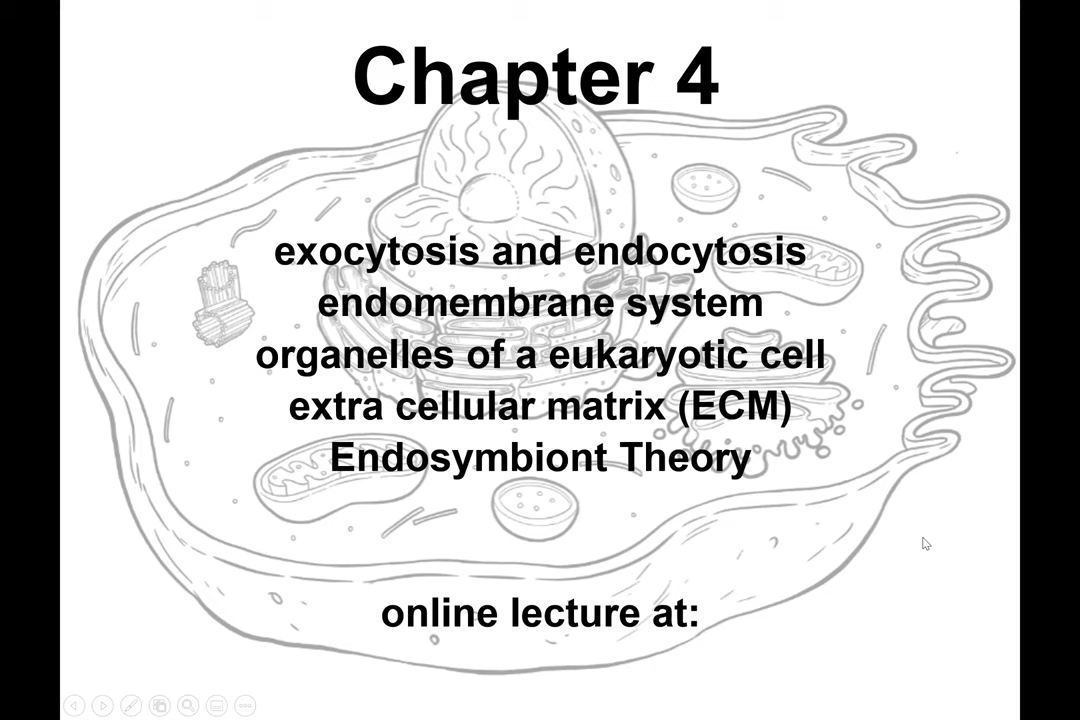 Chapter 4
exocytosis and endocytosis
endomembrane system
organelles of a eukaryotic cell
extra cellular matrix (ECM)
Endosymbiont Theory
online lecture at: